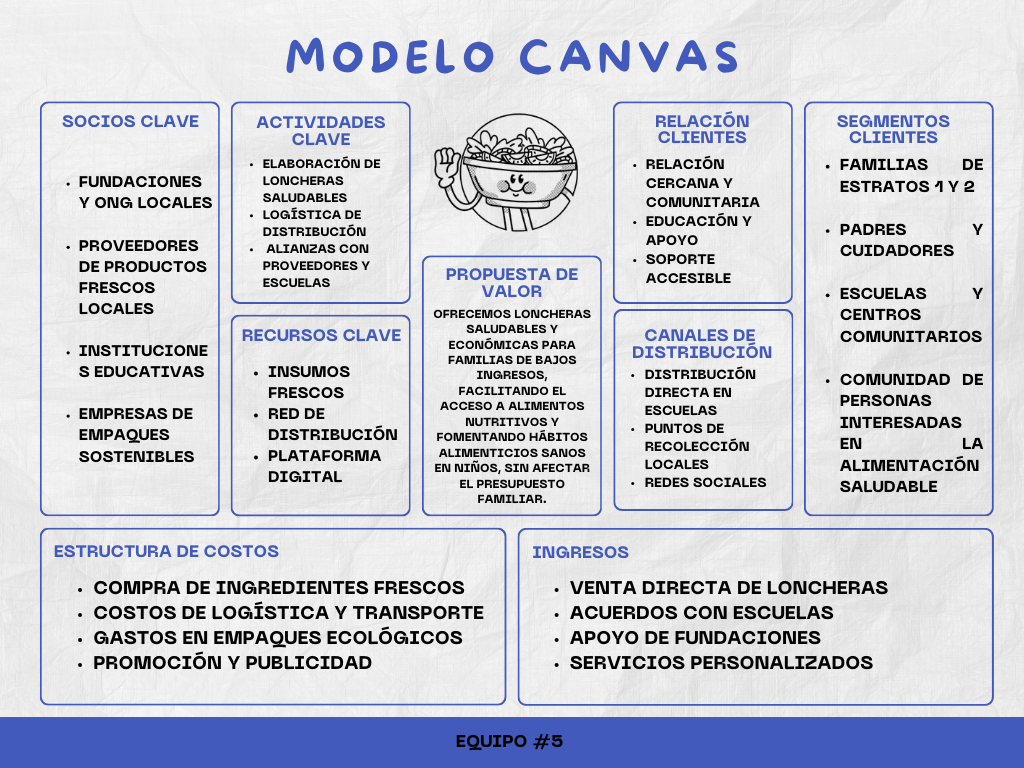 MODELO CANVAS
SOCIOS CLAVE
• FUNDACIONES
Y ONG LOCALES
• PROVEEDORES
DE PRODUCTOS
FRESCOS
LOCALES
• INSTITUCIONE
S EDUCATIVAS
• EMPRESAS DE
EMPAQUES
SOSTENIBLES
ACTIVIDADES
CLAVE
• ELABORACIÓN DE
LONCHERAS
SALUDABLES
• LOGÍSTICA DE
DISTRIBUCIÓN
• ALIANZAS CON
PROVEEDORES Y
ESCUELAS
RECURSOS CLAVE
• INSUMOS
FRESCOS
• RED DE
DISTRIBUCIÓN
• PLATAFORMA
DIGITAL
PROPUESTA DE
VALOR
OFRECEMOS LONCHERAS
SALUDABLES Y
ECONÓMICAS PARA
FAMILIAS DE BAJOS
INGRESOS,
FACILITANDO EL
ACCESO A ALIMENTOS
NUTRITIVOS Y
FOMENTANDO HÁBITOS
ALIMENTICIOS SANOS
EN NIÑOS, SIN AFECTAR
EL PRESUPUESTO
FAMILIAR.
RELACIÓN
CLIENTES
• RELACIÓN
CERCANA Y
COMUNITARIA
• EDUCACIÓN Y
APOYO
• SOPORTE
ACCESIBLE
CANALES DE
DISTRIBUCIÓN
• DISTRIBUCIÓN
DIRECTA EN
ESCUELAS
• PUNTOS DE
RECOLECCIÓN
LOCALES
• REDES SOCIALES
SEGMENTOS
CLIENTES
• FAMILIAS DE
ESTRATOS 1 Y 2
• PADRES Y
CUIDADORES
• ESCUELAS Y
CENTROS
COMUNITARIOS
• COMUNIDAD DE
PERSONAS
INTERESADAS
EN LA
ALIMENTACIÓN
SALUDABLE
ESTRUCTURA DE COSTOS
• COMPRA DE INGREDIENTES FRESCOS
• COSTOS DE LOGÍSTICA Y TRANSPORTE
• GASTOS EN EMPAQUES ECOLÓGICOS
• PROMOCIÓN Y PUBLICIDAD
INGRESOS
• VENTA DIRECTA DE LONCHERAS
• ACUERDOS CON ESCUELAS
• APOYO DE FUNDACIONES
• SERVICIOS PERSONALIZADOS
EQUIPO #5